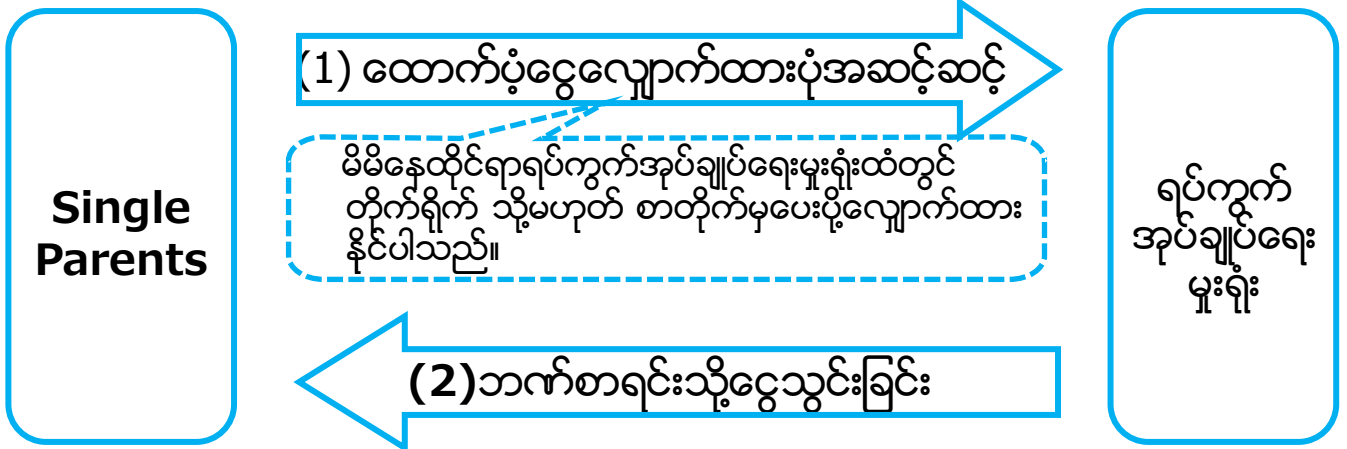 Single
Parents
(1) ထောက်ပံ့ငွေလျှောက်ထားပုံအဆင့်ဆင့်
မိမိနေထိုင်ရာရပ်ကွက်အုပ်ချုပ်ရေးမှူးရုံးထံတွင်
တိုက်ရိုက် သို့မဟုတ် စာတိုက်မှပေးပို့လျှောက်ထား
နိုင်ပါသည်။
(2)ဘဏ်စာရင်းသို့ငွေသွင်းခြင်း
ရပ်ကွက်
အုပ်ချုပ်ရေး
မှူးရုံး